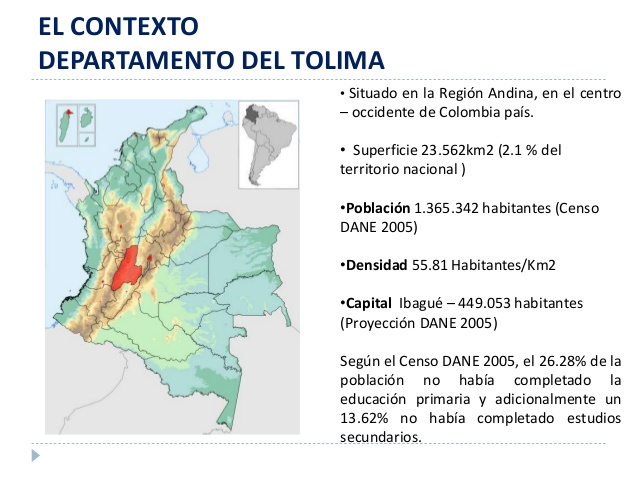 EL CONTEXTO
DEPARTAMENTO DEL TOLIMA
• Situado en la Región Andina, en el centro
– occidente de Colombia país.
• Superficie 23.562km2 (2.1 % del
territorio nacional )
•Población 1.365.342 habitantes (Censo
DANE 2005)
•Densidad 55.81 Habitantes/Km2
•Capital Ibagué – 449.053 habitantes
(Proyección DANE 2005)
Según el Censo DANE 2005, el 26.28% de la
población no había completado la
educación primaria y adicionalmente un
13.62% no había completado estudios
secundarios.